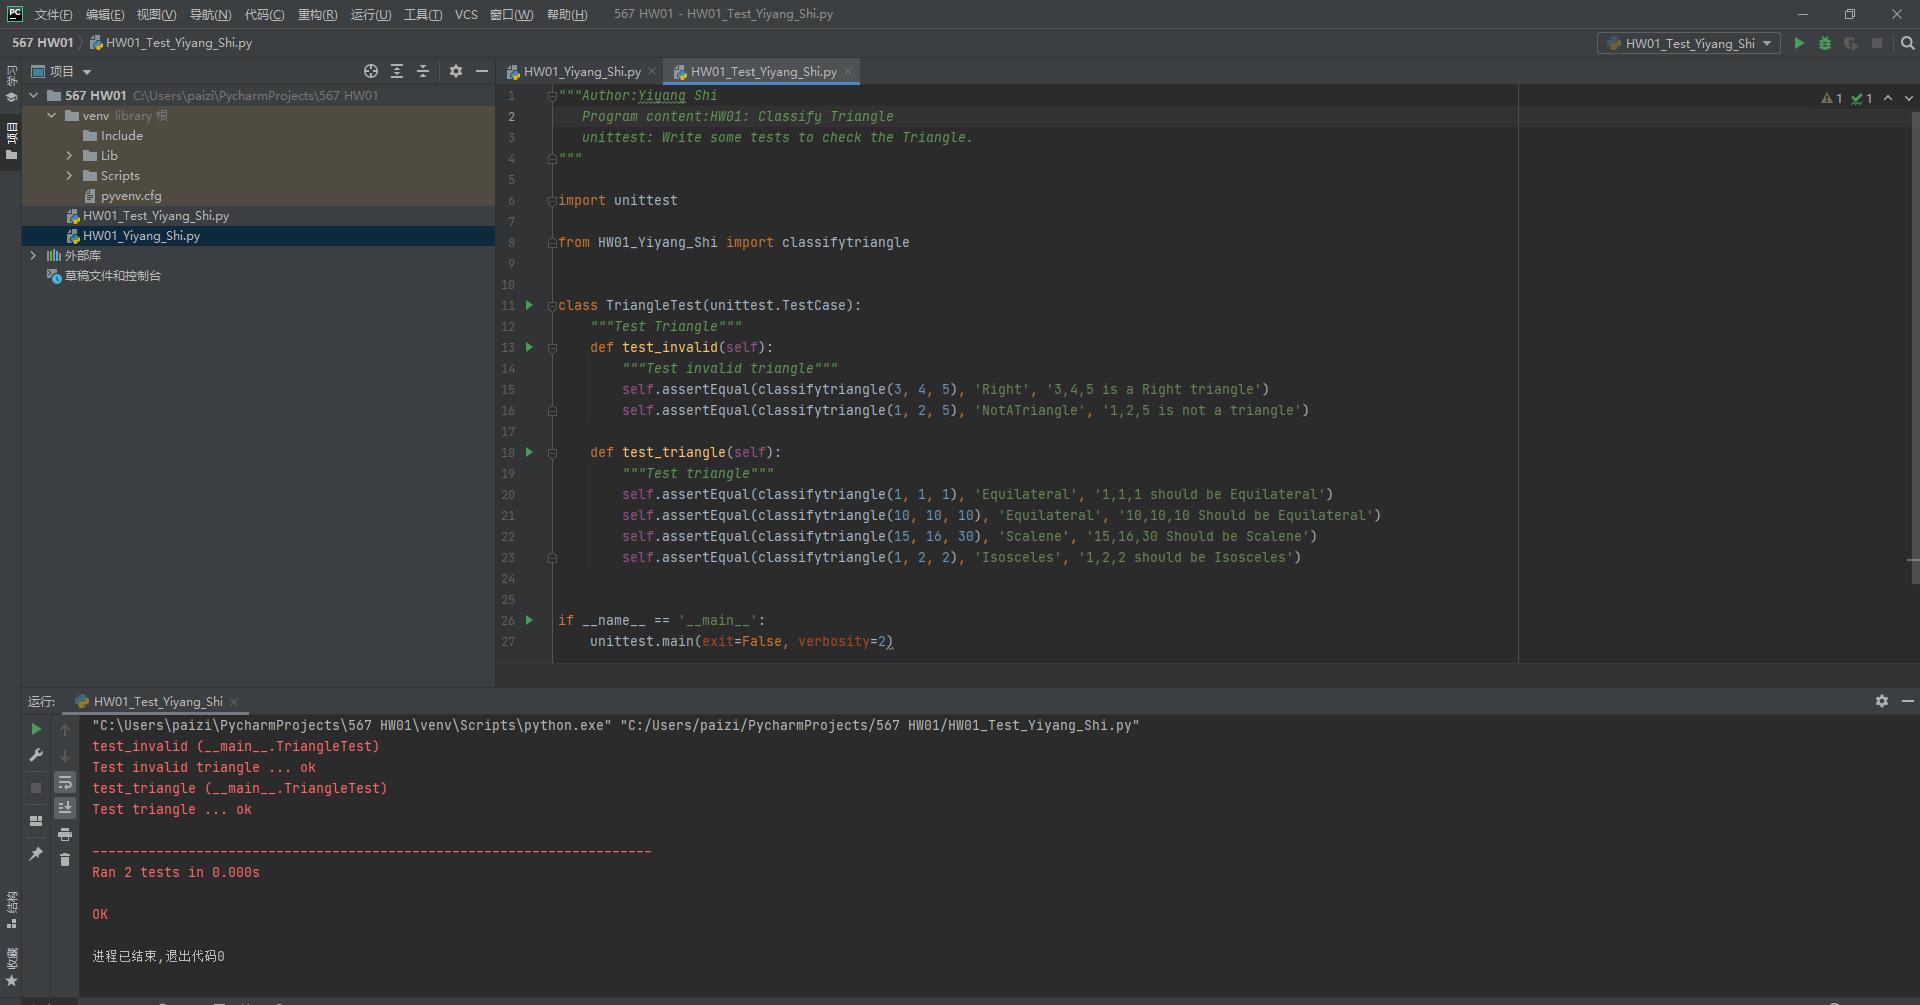 文件(F) 编辑(E) 视图(V) 导航(N) 代码(C) 重构(R) 运行(U) 工具(T) VCS 窗口(W) 帮助(H) 567 HW01 - HW01_Test_Yiyang_Shi.py
567 HW01 HW01_Test_Yiyang_Shi.py HW01_Test_Yiyang_Shi
学习
项目
结构
收藏
项目
567 HW01 C:\Users\paizi\PycharmProjects\567 HW01
venv library 根
Include
Lib
Scripts
pyvenv.cfg
HW01_Test_Yiyang_Shi.py
HW01_Yiyang_Shi.py
外部库
草稿文件和控制台
HW01_Yiyang_Shi.py HW01_Test_Yiyang_Shi.py
1 1
1 """Author:Yiyang Shi
2 Program content:HW01: Classify Triangle
3 unittest: Write some tests to check the Triangle.
4 """
5
6 import unittest
7
8 from HW01_Yiyang_Shi import classifytriangle
9
10
11 class TriangleTest(unittest.TestCase):
12 """Test Triangle"""
13 def test_invalid(self):
14 """Test invalid triangle"""
15 self.assertEqual(classifytriangle(3, 4, 5), 'Right', '3,4,5 is a Right triangle')
16 self.assertEqual(classifytriangle(1, 2, 5), 'NotATriangle', '1,2,5 is not a triangle')
17
18 def test_triangle(self):
19 """Test triangle"""
20 self.assertEqual(classifytriangle(1, 1, 1), 'Equilateral', '1,1,1 should be Equilateral')
21 self.assertEqual(classifytriangle(10, 10, 10), 'Equilateral', '10,10,10 Should be Equilateral')
22 self.assertEqual(classifytriangle(15, 16, 30), 'Scalene', '15,16,30 Should be Scalene')
23 self.assertEqual(classifytriangle(1, 2, 2), 'Isosceles', '1,2,2 should be Isosceles')
24
25
26 if __name__ == '__main__':
27 unittest.main(exit=False, verbosity=2)
运行: HW01_Test_Yiyang_Shi
"C:\Users\paizi\PycharmProjects\567 HW01\venv\Scripts\python.exe" "C:/Users/paizi/PycharmProjects/567 HW01/HW01_Test_Yiyang_Shi.py"
test_invalid (__main__.TriangleTest)
Test invalid triangle ... ok
test_triangle (__main__.TriangleTest)
Test triangle ... ok
----------------------------------------------------------------------
Ran 2 tests in 0.000s
OK
进程已结束,退出代码0